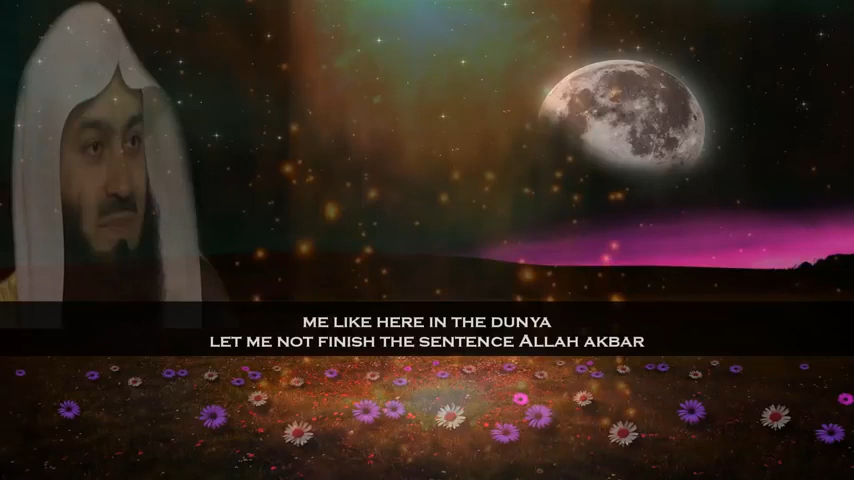 ME LIKE HERE IN THE DUNYA
LET ME NOT FINISH THE SENTENCE ALLAH AKBAR